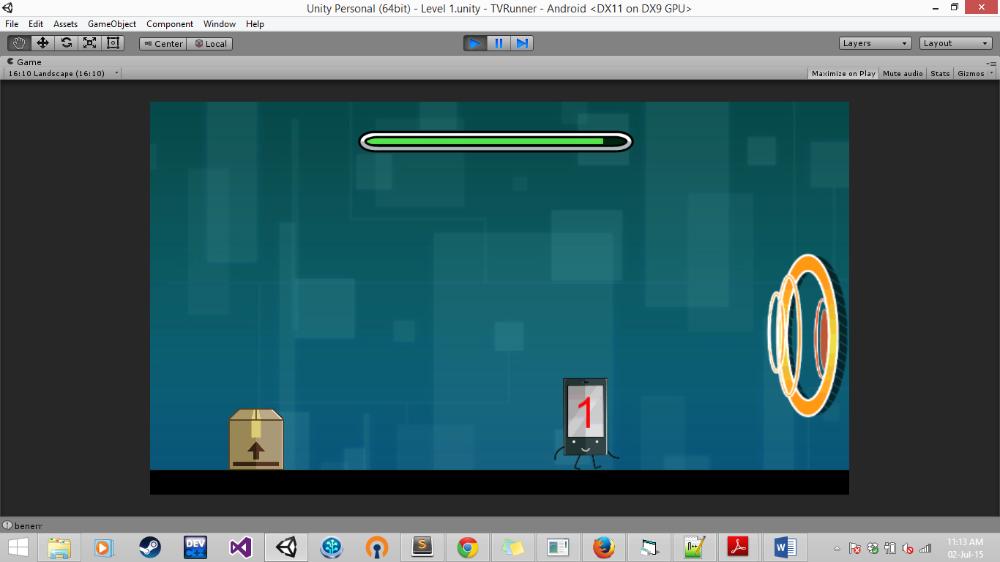 Unity Personal (64bit) - Level 1.unity - TVRunner - Android <DX11 on DX9 GPU>
File Edit Assets GameObject Component Window Help
Center Local Layers Layout
Game
16:10 Landscape (16:10) Maximize on Play Mute audio Stats Gizmos
1
benerr
DEV C++ S n++ W
11:13 AM
02-Jul-15